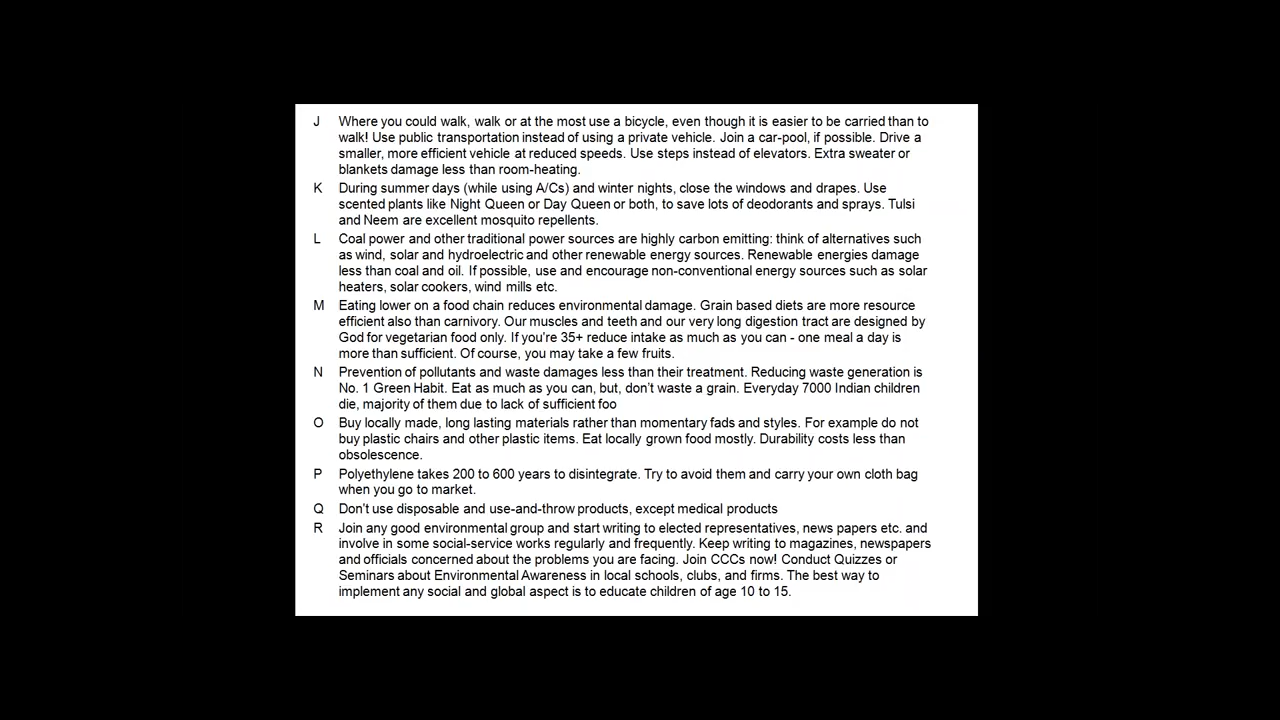 J Where you could walk, walk or at the most use a bicycle, even though it is easier to be carried than to
walk! Use public transportation instead of using a private vehicle. Join a car-pool, if possible. Drive a
smaller, more efficient vehicle at reduced speeds. Use steps instead of elevators. Extra sweater or
blankets damage less than room-heating.
K During summer days (while using A/Cs) and winter nights, close the windows and drapes. Use
scented plants like Night Queen or Day Queen or both, to save lots of deodorants and sprays. Tulsi
and Neem are excellent mosquito repellents.
L Coal power and other traditional power sources are highly carbon emitting: think of alternatives such
as wind, solar and hydroelectric and other renewable energy sources. Renewable energies damage
less than coal and oil. If possible, use and encourage non-conventional energy sources such as solar
heaters, solar cookers, wind mills etc.
M Eating lower on a food chain reduces environmental damage. Grain based diets are more resource
efficient also than carnivory. Our muscles and teeth and our very long digestion tract are designed by
God for vegetarian food only. If you're 35+ reduce intake as much as you can - one meal a day is
more than sufficient. Of course, you may take a few fruits.
N Prevention of pollutants and waste damages less than their treatment. Reducing waste generation is
No. 1 Green Habit. Eat as much as you can, but, don’t waste a grain. Everyday 7000 Indian children
die, majority of them due to lack of sufficient foo
O Buy locally made, long lasting materials rather than momentary fads and styles. For example do not
buy plastic chairs and other plastic items. Eat locally grown food mostly. Durability costs less than
obsolescence.
P Polyethylene takes 200 to 600 years to disintegrate. Try to avoid them and carry your own cloth bag
when you go to market.
Q Don't use disposable and use-and-throw products, except medical products
R Join any good environmental group and start writing to elected representatives, news papers etc. and
involve in some social-service works regularly and frequently. Keep writing to magazines, newspapers
and officials concerned about the problems you are facing. Join CCCs now! Conduct Quizzes or
Seminars about Environmental Awareness in local schools, clubs, and firms. The best way to
implement any social and global aspect is to educate children of age 10 to 15.